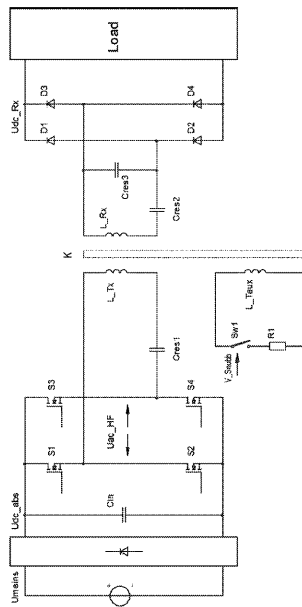 Umains
Udc_abs
Cin
S1
S3
S2
S4
Uac_HF
Cres1
L_Tx
K
L_Rx
Cres2
Cres3
Udc_Rx
D1
D3
D2
D4
Load
V_Snubb
Sw1
R1
L_Taux